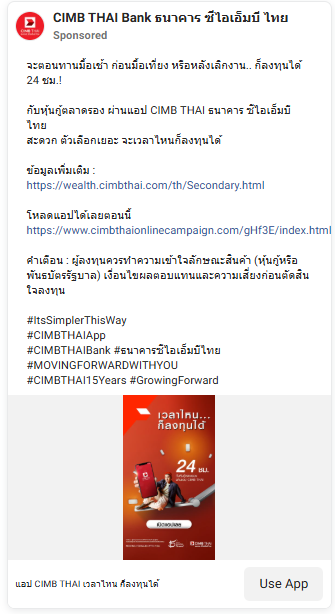 CIMB THAI Bank ธนาคาร ซีไอเอ็มบี ไทย
Sponsored
จะตอนทานมื้อเช้า ก่อนมื้อเที่ยง หรือหลังเลิกงาน.. ก็ลงทุนได้
24 ชม.!
กับหุ้นกู้ตลาดรอง ผ่านแอป CIMB THAI ธนาคาร ซีไอเอ็มบี
ไทย
สะดวก ตัวเลือกเยอะ จะเวลาไหนก็ลงทุนได้
ข้อมูลเพิ่มเติม :
https://wealth.cimbthai.com/th/Secondary.html
โหลดแอปได้เลยตอนนี้
https://www.cimbthaionlinecampaign.com/gHf3E/index.html
คำเตือน : ผู้ลงทุนควรทำความเข้าใจลักษณะสินค้า (หุ้นกู้หรือ
พันธบัตรรัฐบาล) เงื่อนไขผลตอบแทนและความเสี่ยงก่อนตัดสิน
ใจลงทุน
#ItsSimplerThisWay
#CIMBTHAIApp
#CIMBTHAIBank #ธนาคารซีไอเอ็มบีไทย
#MOVINGFORWARDWITHYOU
#CIMBTHAI15Years #GrowingForward
เวลาไหน...
ก็ลงทุนได้
24 ชม.
CIMB THAI
แอป CIMB THAI เวลาไหน ก็ลงทุนได้
Use App